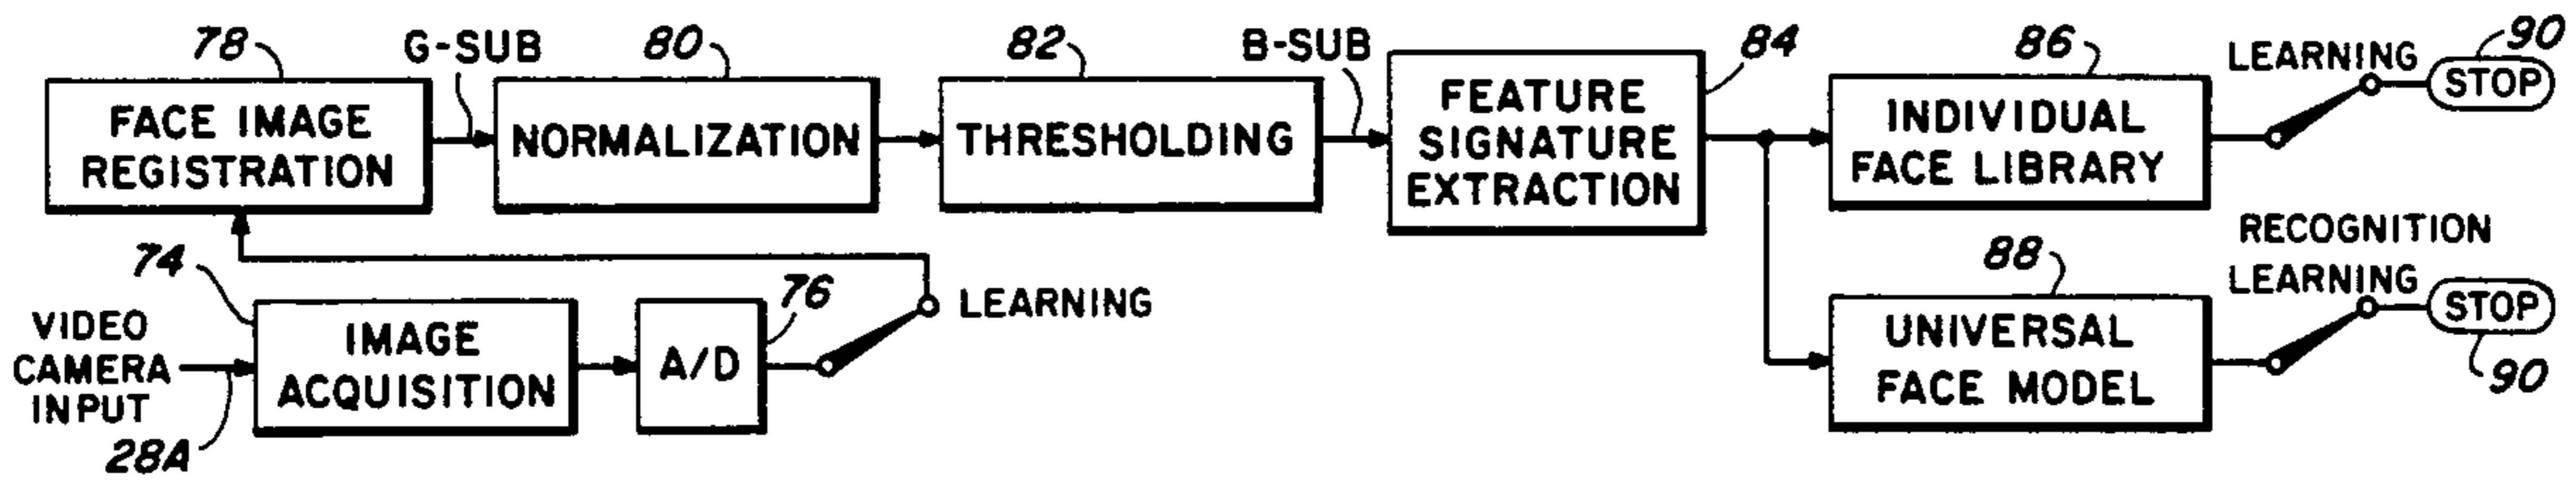 78
G-SUB
80
82
B-SUB
84
86
LEARNING
90
STOP
FACE IMAGE
REGISTRATION
NORMALIZATION
THRESHOLDING
FEATURE
SIGNATURE
EXTRACTION
INDIVIDUAL
FACE LIBRARY
74
VIDEO
CAMERA
INPUT
28A
IMAGE
ACQUISITION
A/D
76
LEARNING
88
UNIVERSAL
FACE MODEL
RECOGNITION
LEARNING
STOP
90